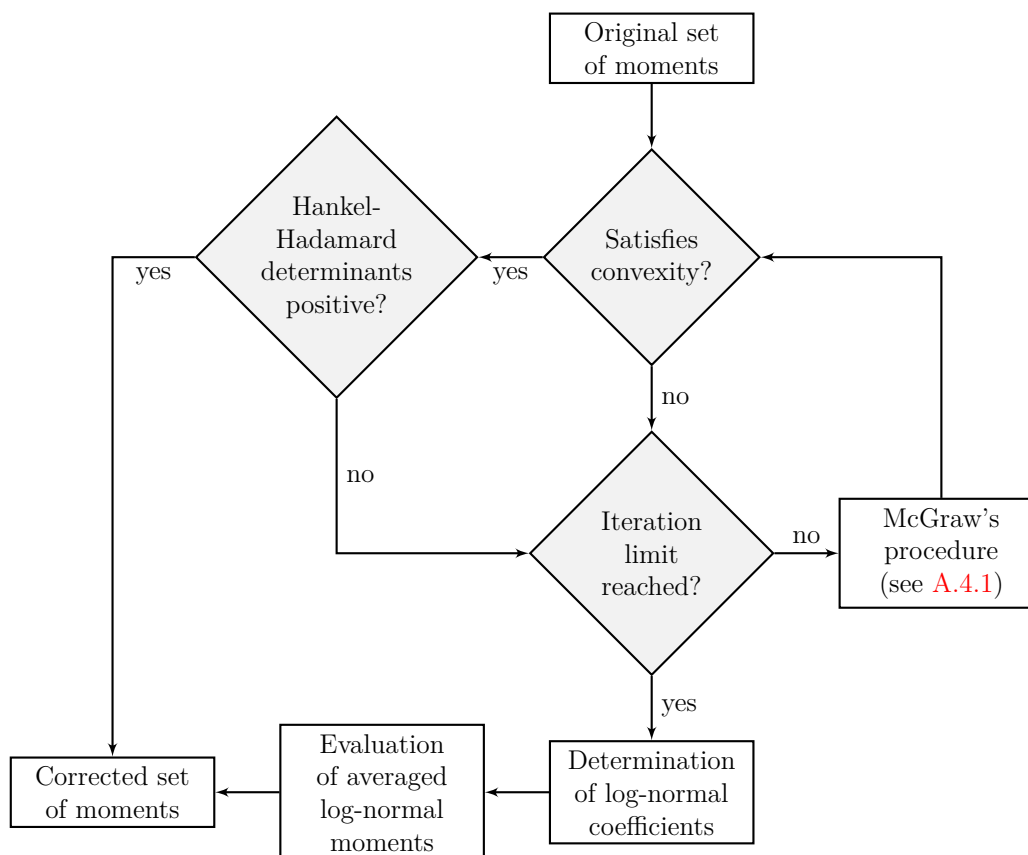 Original set
of moments
Hankel-
Hadamard
determinants
positive?
Satisfies
convexity?
yes
yes
no
no
Iteration
limit
reached?
no
McGraw's
procedure
(see A.4.1)
yes
Corrected set
of moments
Evaluation
of averaged
log-normal
moments
Determination
of log-normal
coefficients